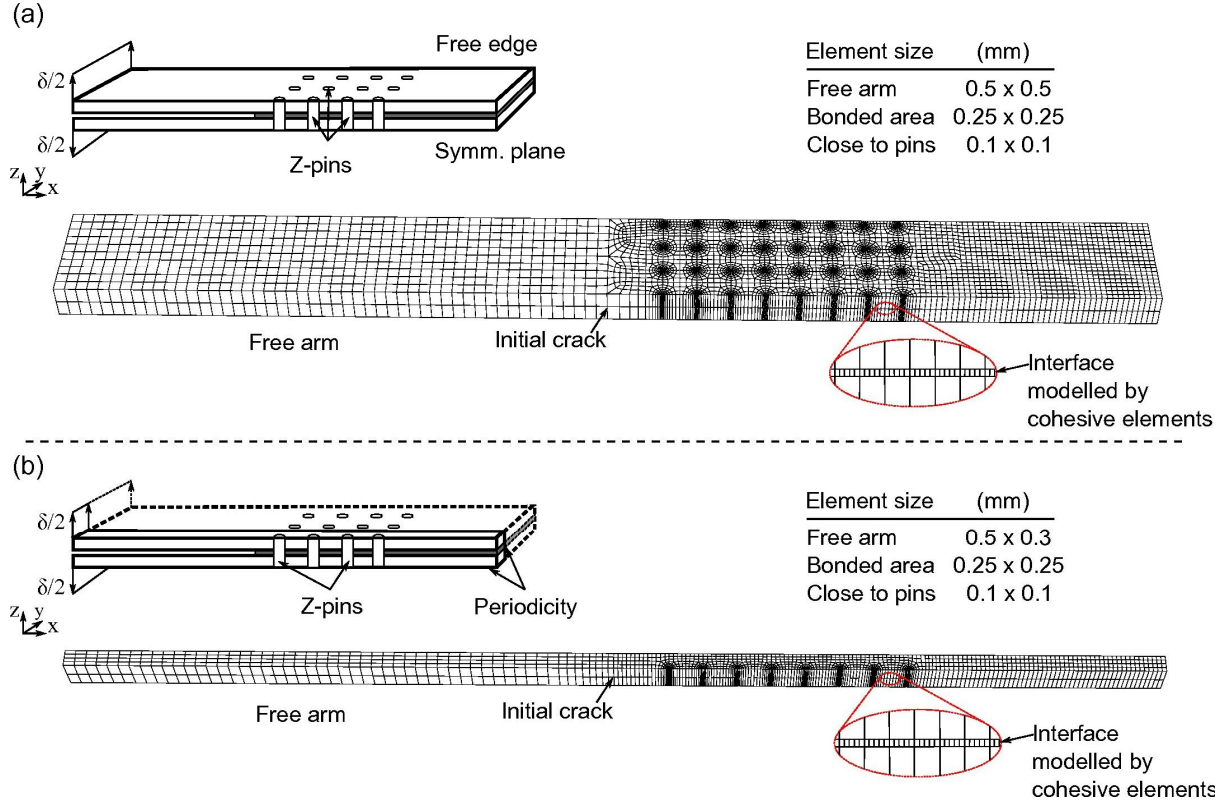 (a)
δ/2
δ/2
Free edge
Z-pins
Symm. plane
z y x
Element size (mm)
Free arm 0.5 x 0.5
Bonded area 0.25 x 0.25
Close to pins 0.1 x 0.1
Free arm
Initial crack
Interface
modelled by
cohesive elements
(b)
δ/2
δ/2
Z-pins
Periodicity
z y x
Element size (mm)
Free arm 0.5 x 0.3
Bonded area 0.25 x 0.25
Close to pins 0.1 x 0.1
Free arm
Initial crack
Interface
modelled by
cohesive elements